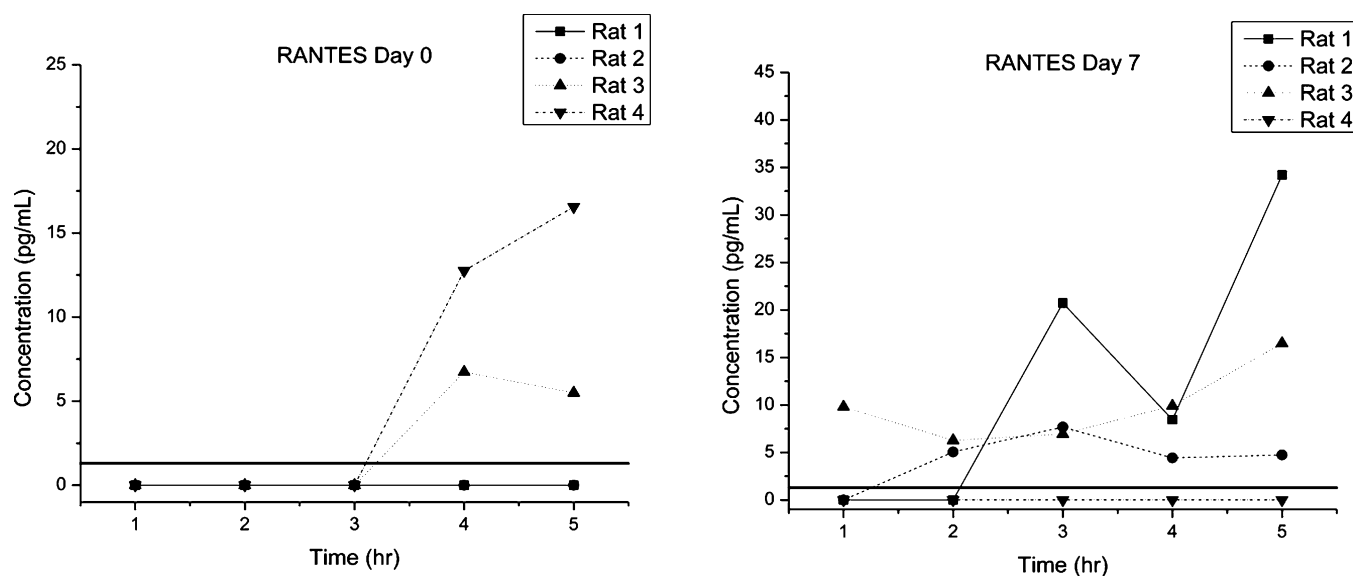 RANTES Day 0
Rat 1
Rat 2
Rat 3
Rat 4
25
20
15
10
5
0
Concentration (pg/mL)
1 2 3 4 5
Time (hr)
RANTES Day 7
Rat 1
Rat 2
Rat 3
Rat 4
45
40
35
30
25
20
15
10
5
0
Concentration (pg/mL)
1 2 3 4 5
Time (hr)